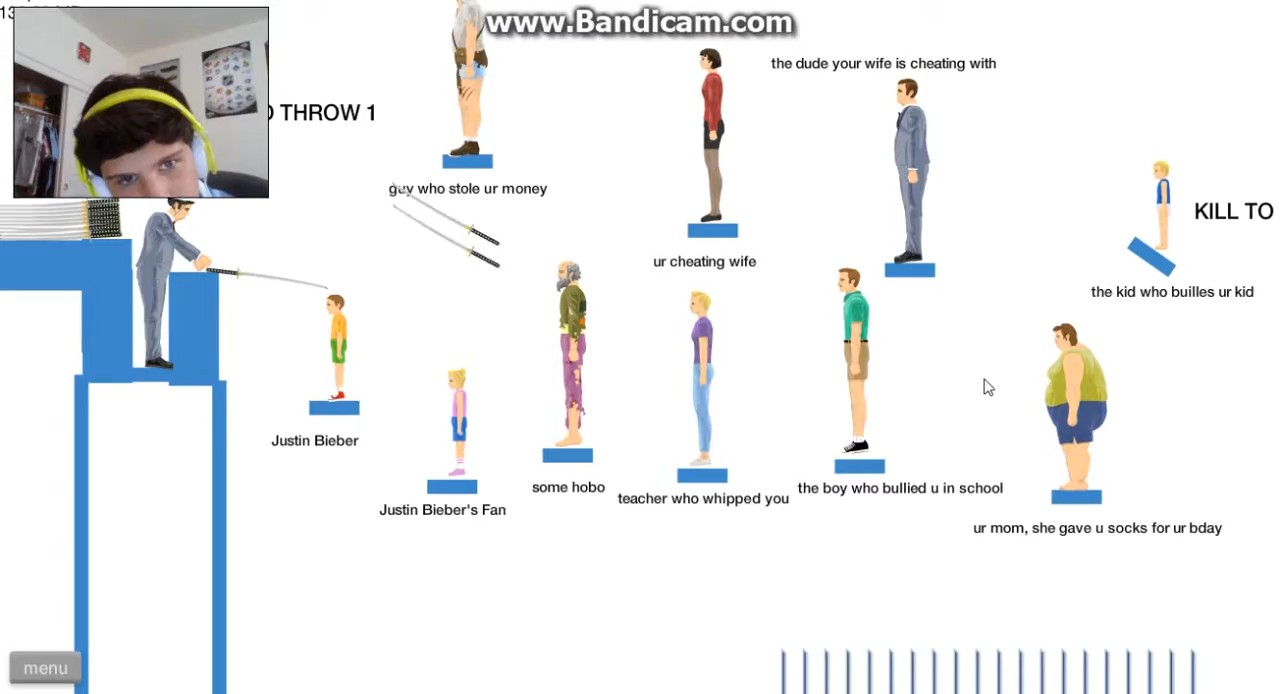 www.Bandicam.com
the dude your wife is cheating with
THROW 1
guy who stole ur money
KILL TO
ur cheating wife
the kid who builles ur kid
Justin Bieber
some hobo
the boy who bullied u in school
teacher who whipped you
Justin Bieber's Fan
ur mom, she gave u socks for ur bday
menu